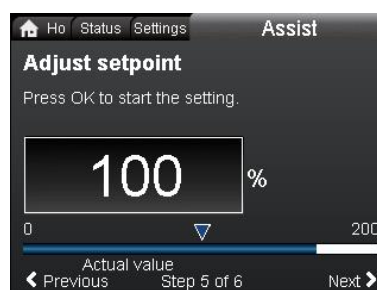 Ho Status Settings Assist
Adjust setpoint
Press OK to start the setting.
100 %
0 200
Actual value
Previous Step 5 of 6 Next